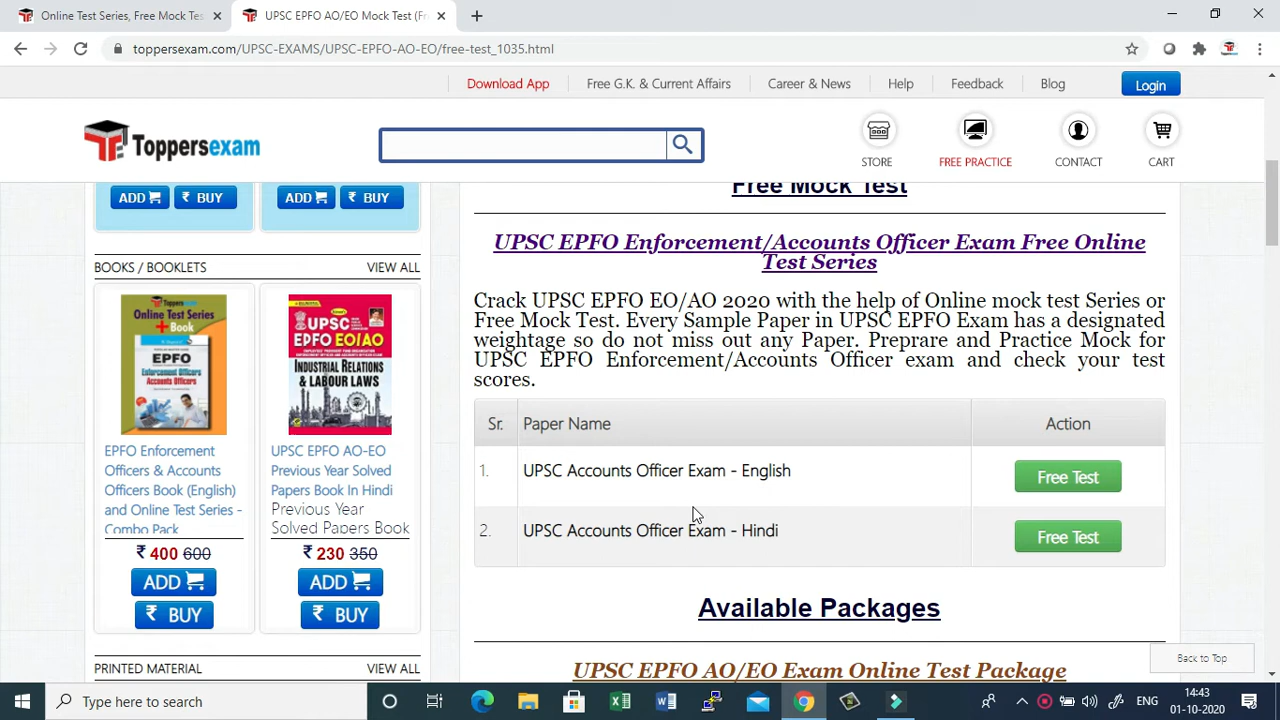 Online Test Series, Free Mock Tes
UPSC EPFO AO/EO Mock Test (Fr
toppersexam.com/UPSC-EXAMS/UPSC-EPFO-AO-EO/free-test_1035.html
Download App
Free G.K. & Current Affairs
Career & News
Help
Feedback
Blog
Login
Toppersexam
STORE
FREE PRACTICE
CONTACT
CART
ADD
₹ BUY
ADD
₹ BUY
BOOKS / BOOKLETS
VIEW ALL
Online Test Series
+Book
EPFO
Enforcement Officers
Accounts Officers
UPSC
EPFO EO/AO
INDUSTRIAL RELATIONS
& LABOUR LAWS
EPFO Enforcement
Officers & Accounts
Officers Book (English)
and Online Test Series -
Combo Pack
₹ 400 600
ADD
₹ BUY
UPSC EPFO AO-EO
Previous Year Solved
Papers Book In Hindi
Previous Year
Solved Papers Book
₹ 230 350
ADD
₹ BUY
PRINTED MATERIAL
VIEW ALL
Free Mock Test
UPSC EPFO Enforcement/Accounts Officer Exam Free Online
Test Series
Crack UPSC EPFO EO/AO 2020 with the help of Online mock test Series or
Free Mock Test. Every Sample Paper in UPSC EPFO Exam has a designated
weightage so do not miss out any Paper. Preprare and Practice Mock for
UPSC EPFO Enforcement/Accounts Officer exam and check your test
scores.
Sr. Paper Name Action
1. UPSC Accounts Officer Exam - English Free Test
2. UPSC Accounts Officer Exam - Hindi Free Test
Available Packages
UPSC EPFO AO/EO Exam Online Test Package
Back to Top
Type here to search
ENG
14:43
01-10-2020